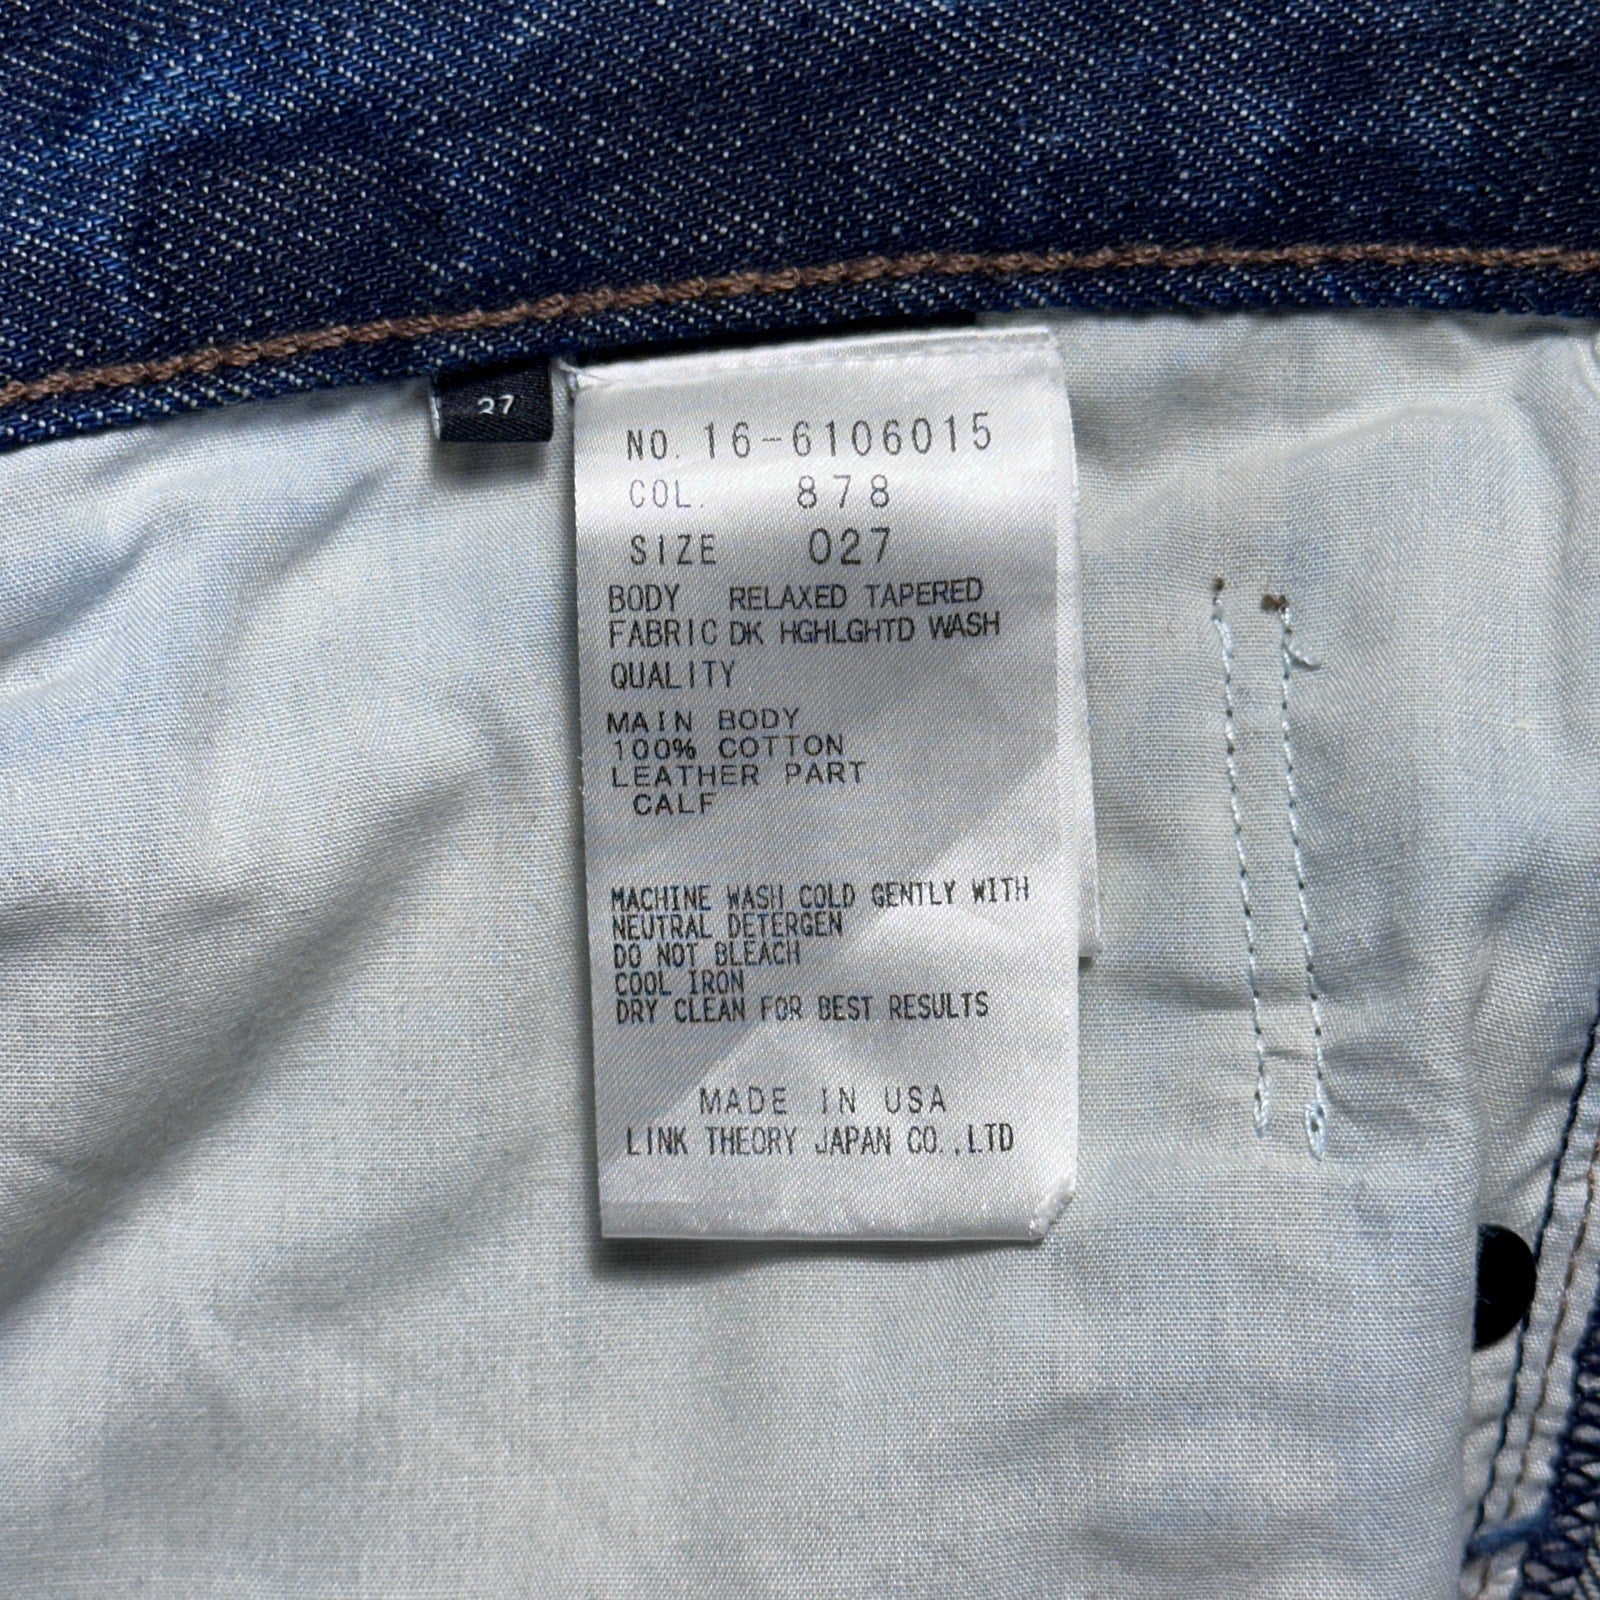 27
NO. 16-6106015
COL. 878
SIZE 027
BODY RELAXED TAPERED
FABRIC DK HGHLGHTD WASH
QUALITY
MAIN BODY
100% COTTON
LEATHER PART
CALF
MACHINE WASH COLD GENTLY WITH
NEUTRAL DETERGEN
DO NOT BLEACH
COOL IRON
DRY CLEAN FOR BEST RESULTS
MADE IN USA
LINK THEORY JAPAN CO.,LTD